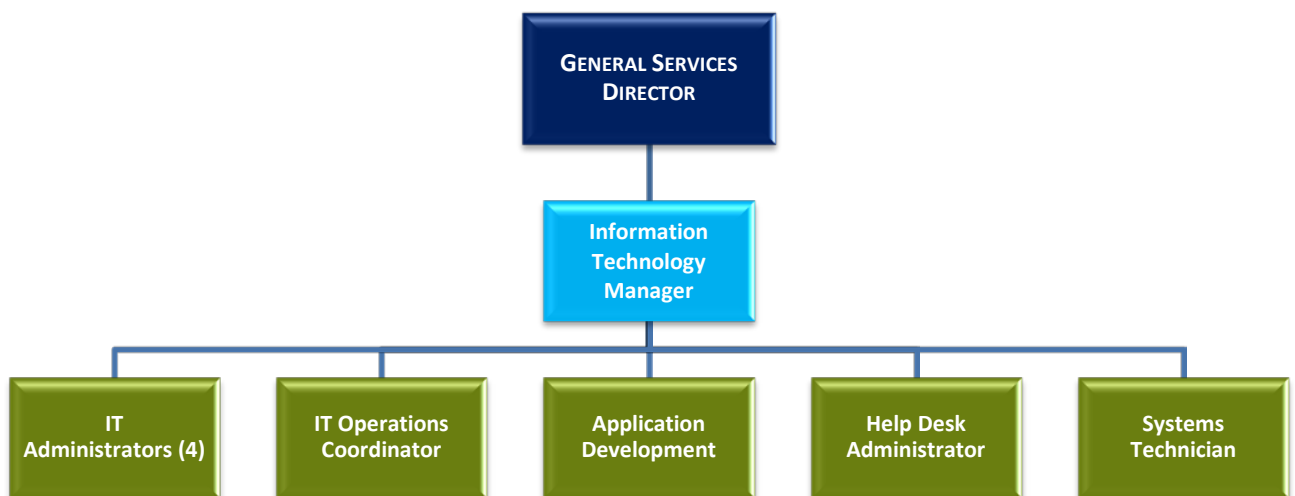 GENERAL SERVICES
DIRECTOR
Information
Technology
Manager
IT
Administrators (4)
IT Operations
Coordinator
Application
Development
Help Desk
Administrator
Systems
Technician